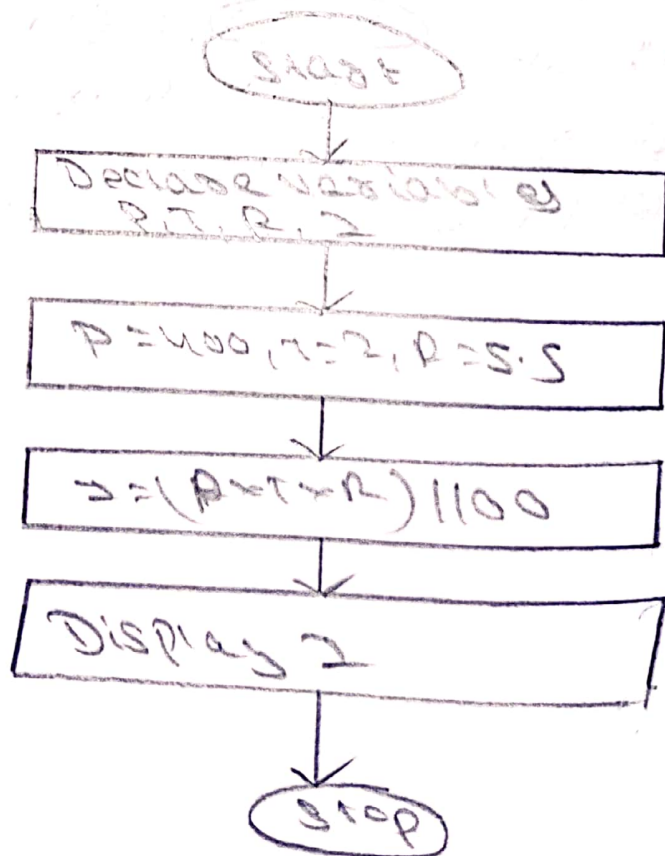 Start
Declare variables
P, T, R, I
P = 400, T = 2, R = 5.5
I = (P × T × R) / 100
Display I
Stop